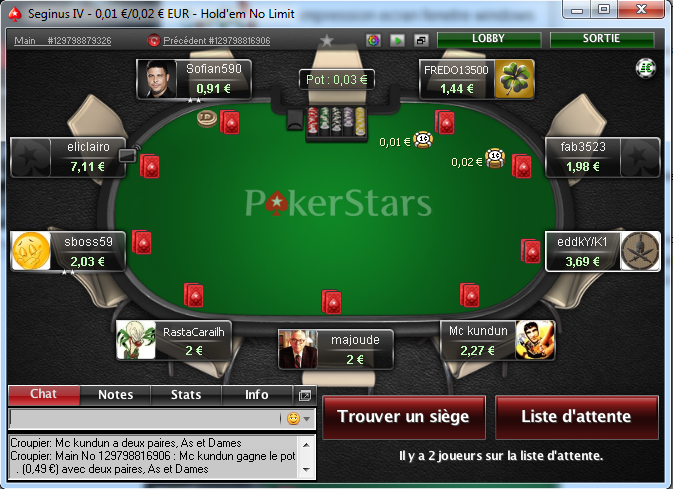 Seginus IV - 0,01 €/0,02 € EUR - Hold'em No Limit
Main #129798879326
Précédent #129798816906
LOBBY
SORTIE
Sofian590
0,91 €
Pot : 0,03 €
FREDO13500
1,44 €
D
0,01 €
0,02 €
eliclairo
7,11 €
fab3523
1,98 €
PokerStars
sboss59
2,03 €
eddkY/K1
3,69 €
RastaCarailh
2 €
majoude
2 €
Mc kundun
2,27 €
Chat Notes Stats Info
Trouver un siège
Liste d'attente
Croupier: Mc kundun a deux paires, As et Dames
Croupier: Main No 129798816906 : Mc kundun gagne le pot
. (0,49 €) avec deux paires, As et Dames
Il y a 2 joueurs sur la liste d'attente.